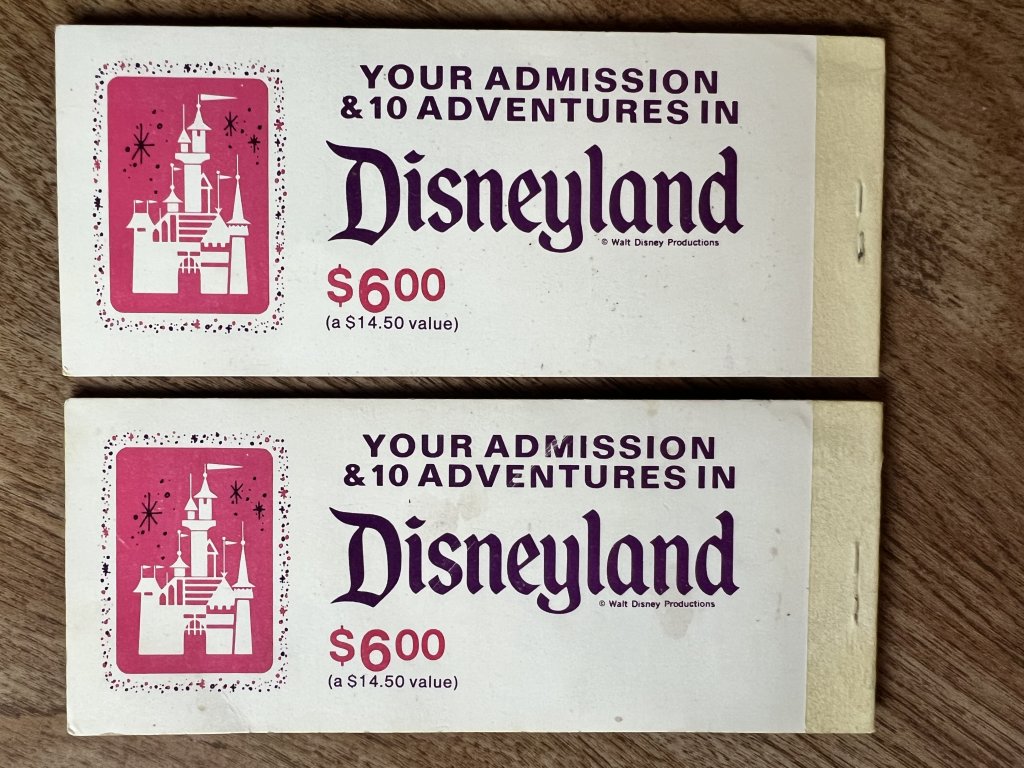 YOUR ADMISSION
& 10 ADVENTURES IN
Disneyland
© Walt Disney Productions
$6.00
(a $14.50 value)
YOUR ADMISSION
& 10 ADVENTURES IN
Disneyland
© Walt Disney Productions
$6.00
(a $14.50 value)